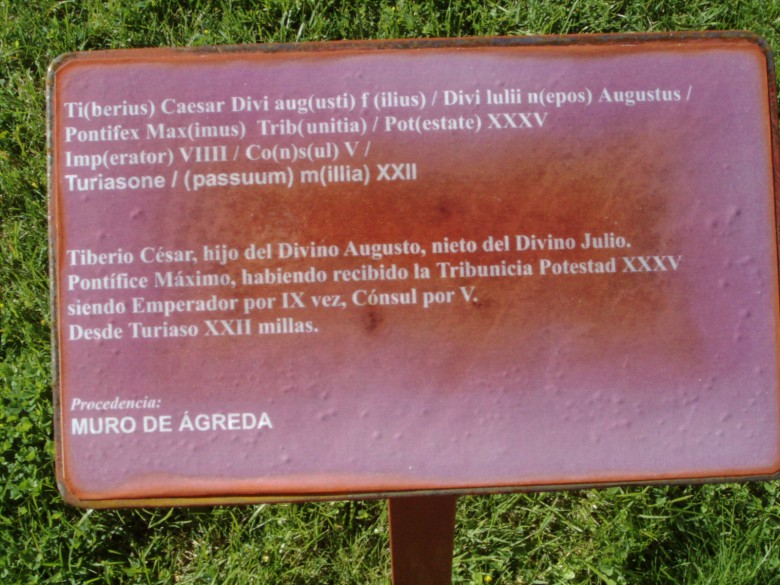 Ti(berius) Caesar Divi aug(usti) f (ilius) / Divi lulii n(epos) Augustus /
Pontifex Max(imus) Trib(unitia) / Pot(estate) XXXV
Imp(erator) VIIII / Co(n)s(ul) V /
Turiasone / (passuum) m(illia) XXII
Tiberio César, hijo del Divino Augusto, nieto del Divino Julio.
Pontífice Máximo, habiendo recibido la Tribunicia Potestad XXXV
siendo Emperador por IX vez, Cónsul por V.
Desde Turiaso XXII millas.
Procedencia:
MURO DE ÁGREDA